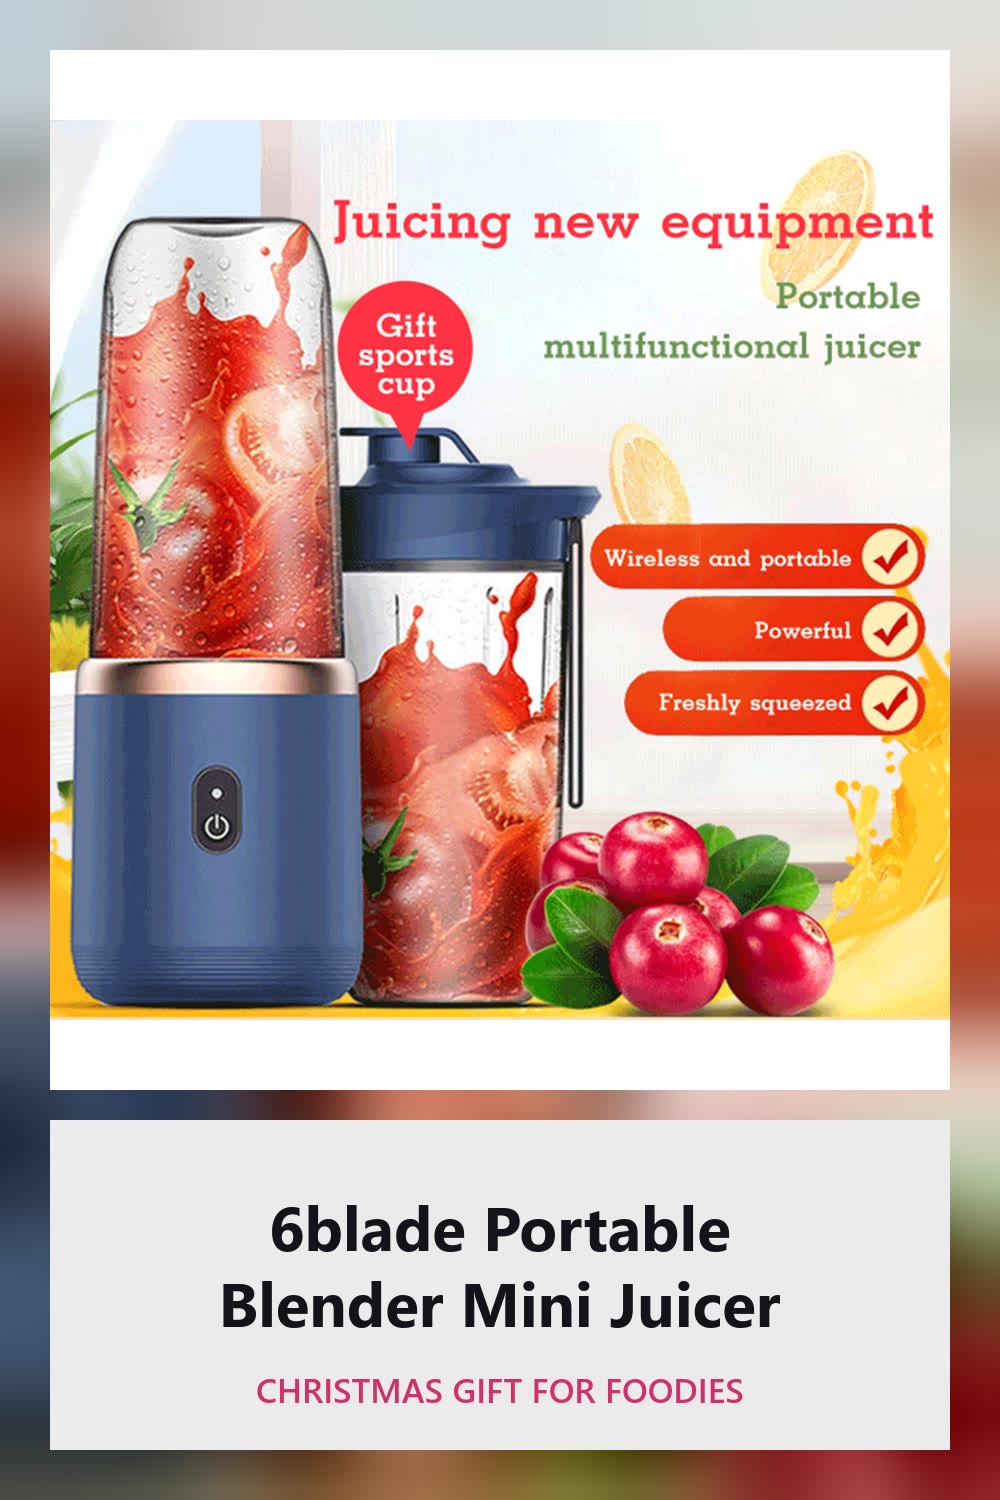 Juicing new equipment
Portable
multifunctional juicer
Gift
sports
cup
Wireless and portable
Powerful
Freshly squeezed
6blade Portable
Blender Mini Juicer
CHRISTMAS GIFT FOR FOODIES